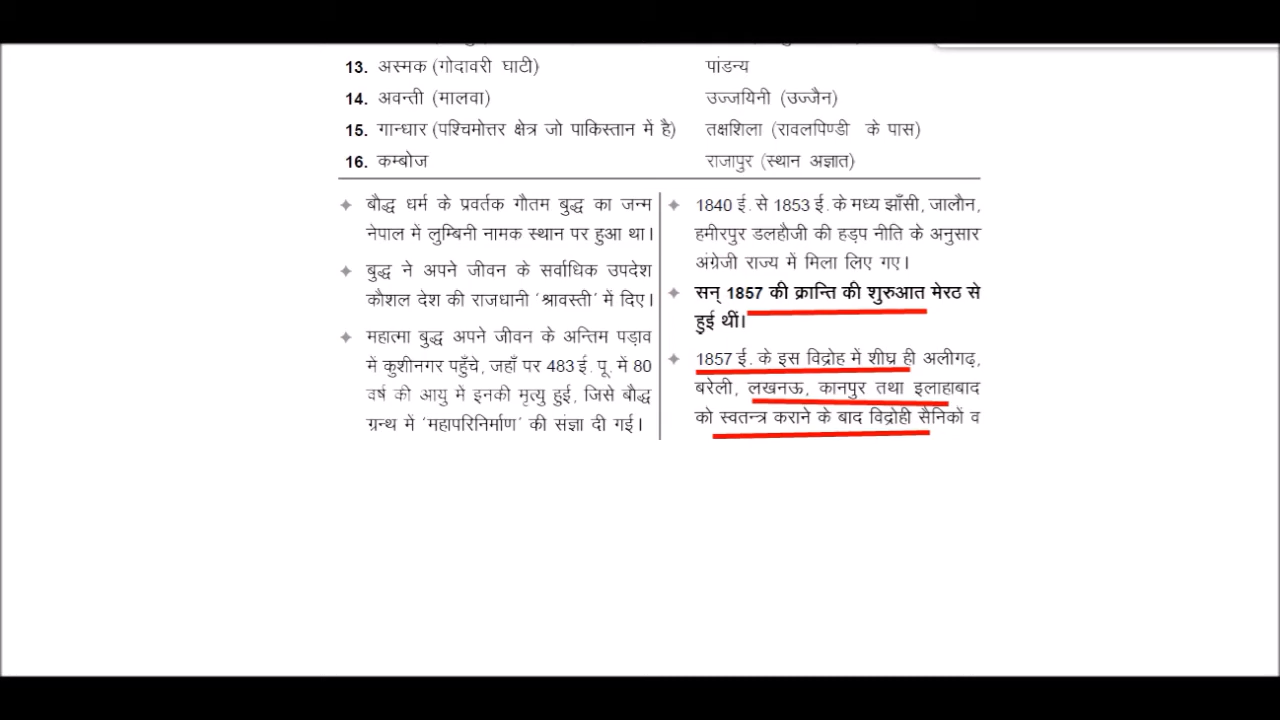 13. अस्मक (गोदावरी घाटी) पांडन्य
14. अवन्ती (मालवा) उज्जयिनी (उज्जैन)
15. गान्धार (पश्चिमोत्तर क्षेत्र जो पाकिस्तान में है) तक्षशिला (रावलपिण्डी के पास)
16. कम्बोज राजापुर (स्थान अज्ञात)
बौद्ध धर्म के प्रवर्तक गौतम बुद्ध का जन्म
नेपाल में लुम्बिनी नामक स्थान पर हुआ था।
बुद्ध ने अपने जीवन के सर्वाधिक उपदेश
कौशल देश की राजधानी ‘श्रावस्ती’ में दिए।
महात्मा बुद्ध अपने जीवन के अन्तिम पड़ाव
में कुशीनगर पहुँचे, जहाँ पर 483 ई. पू. में 80
वर्ष की आयु में इनकी मृत्यु हुई, जिसे बौद्ध
ग्रन्थ में ‘महापरिनिर्माण’ की संज्ञा दी गई।
1840 ई. से 1853 ई. के मध्य झाँसी, जालौन,
हमीरपुर डलहौजी की हड़प नीति के अनुसार
अंग्रेजी राज्य में मिला लिए गए।
सन् 1857 की क्रान्ति की शुरुआत मेरठ से
हुई थीं।
1857 ई. के इस विद्रोह में शीघ्र ही अलीगढ़,
बरेली, लखनऊ, कानपुर तथा इलाहाबाद
को स्वतन्त्र कराने के बाद विद्रोही सैनिकों व